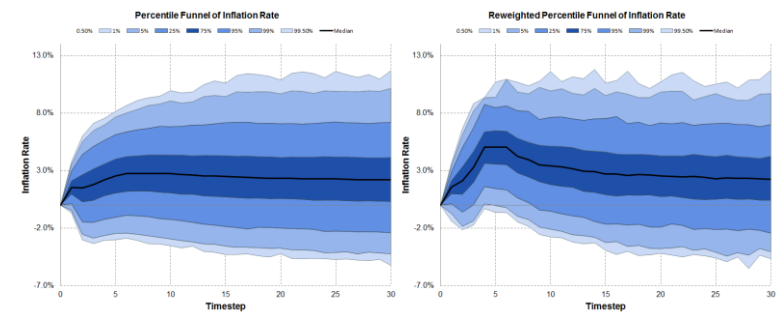 Percentile Funnel of Inflation Rate
0.50% 1% 5% 25% 75% 95% 99% 99.50% Median
13.0%
8.0%
3.0%
-2.0%
-7.0%
Inflation Rate
0 5 10 15 20 25 30
Timestep
Reweighted Percentile Funnel of Inflation Rate
0.50% 1% 5% 25% 75% 95% 99% 99.50% Median
13.0%
8.0%
3.0%
-2.0%
-7.0%
Inflation Rate
0 5 10 15 20 25 30
Timestep